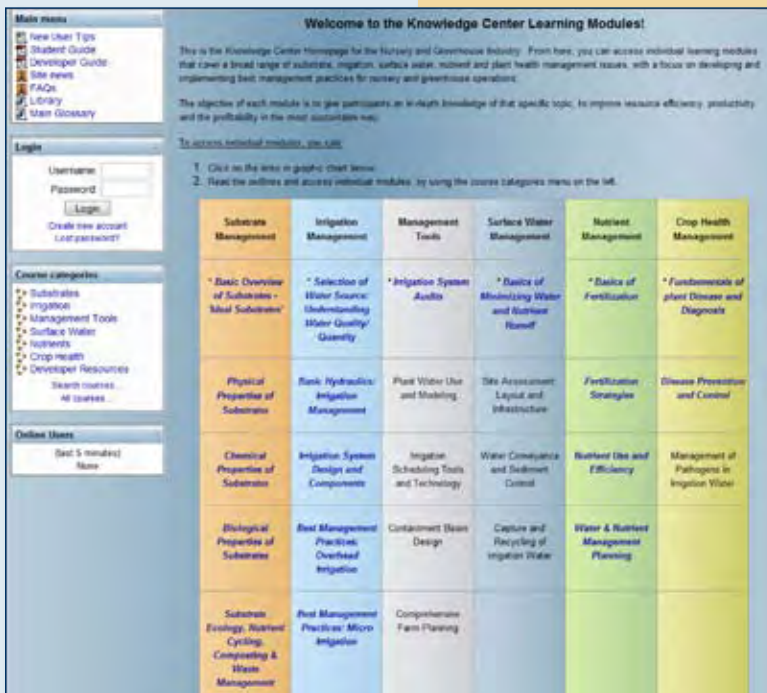 Main menu
New User Tips
Student Guide
Developer Guide
Site news
FAQs
Library
Main Glossary
Login
Username
Password
Login
Create new account
Lost password?
Course categories
Substrates
Irrigation
Management Tools
Surface Water
Nutrients
Crop Health
Developer Resources
Search courses...
All courses...
Online Users
(last 5 minutes)
None
Welcome to the Knowledge Center Learning Modules!
This is the Knowledge Center Homepage for the Nursery and Greenhouse Industry. From here, you can access individual learning modules
that cover a broad range of substrate, irrigation, surface water, nutrient and plant health management issues, with a focus on developing and
implementing best management practices for nursery and greenhouse operations.
The objective of each module is to give participants an in-depth knowledge of that specific topic, to improve resource efficiency, productivity
and the profitability in the most sustainable way.
To access individual modules, you can:
1. Click on the links in graphic chart below.
2. Read the outlines and access individual modules, by using the course categories menu on the left.
Substrate
Management
Irrigation
Management
Management
Tools
Surface Water
Management
Nutrient
Management
Crop Health
Management
* Basic Overview
of Substrates -
'Ideal Substrates'
* Selection of
Water Source:
Understanding
Water Quality/
Quantity
* Irrigation System
Audits
* Basics of
Minimizing Water
and Nutrient
Runoff
* Basics of
Fertilization
* Fundamentals of
plant Disease and
Diagnosis
Physical
Properties of
Substrates
Basic Hydraulics:
Irrigation
Management
Plant Water Use
and Modeling
Site Assessment:
Layout and
Infrastructure
Fertilization
Strategies
Disease Prevention
and Control
Chemical
Properties of
Substrates
Irrigation System
Design and
Components
Irrigation
Scheduling Tools
and Technology
Water Conveyance
and Sediment
Control
Nutrient Use and
Efficiency
Management of
Pathogens in
Irrigation Water
Biological
Properties of
Substrates
Best Management
Practices:
Overhead
Irrigation
Containment Basin
Design
Capture and
Recycling of
Irrigation Water
Water & Nutrient
Management
Planning
Substrate
Ecology, Nutrient
Cycling,
Composting &
Waste
Management
Best Management
Practices: Micro
Irrigation
Comprehensive
Farm Planning